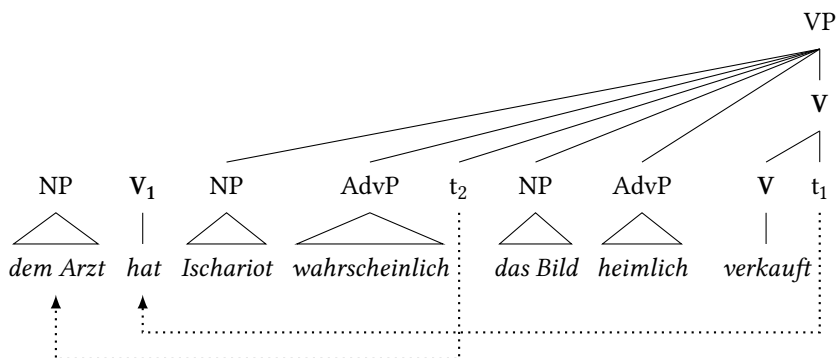 VP
V
NP V₁ NP AdvP t₂ NP AdvP V t₁
dem Arzt hat Ischariot wahrscheinlich das Bild heimlich verkauft